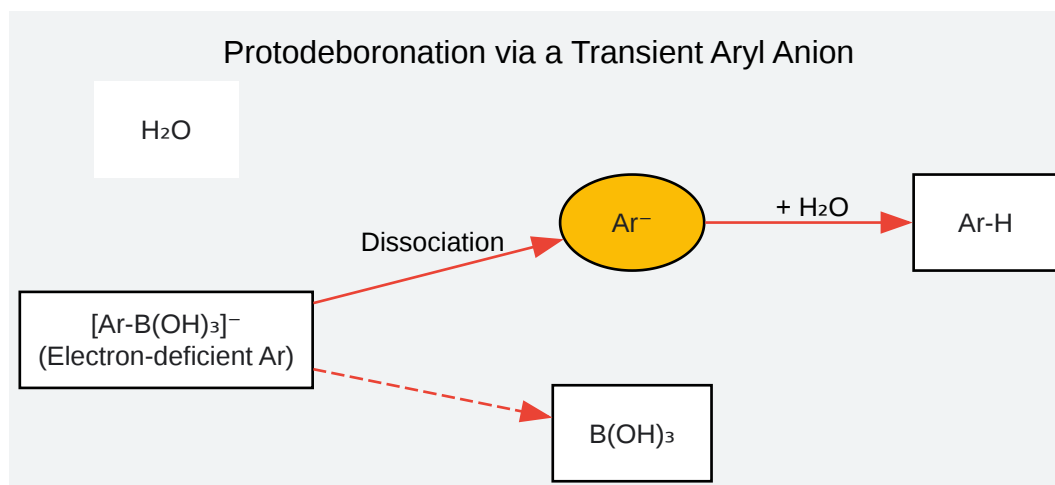 Protodeboronation via a Transient Aryl Anion
H₂O
Ar⁻
+ H₂O
Ar-H
Dissociation
[Ar-B(OH)₃]⁻
(Electron-deficient Ar)
B(OH)₃